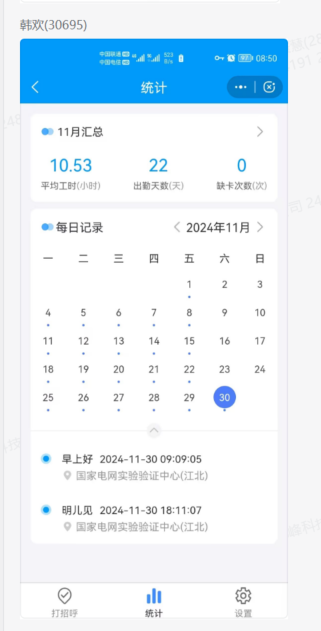 韩欢(30695)
中国联通 HD
中国电信 HD
08:50
统计
11月汇总
10.53 22 0
平均工时(小时) 出勤天数(天) 缺卡次数(次)
每日记录 2024年11月
一 二 三 四 五 六 日
1 2 3
4 5 6 7 8 9 10
11 12 13 14 15 16 17
18 19 20 21 22 23 24
25 26 27 28 29 30
早上好 2024-11-30 09:09:05
国家电网实验验证中心(江北)
明儿见 2024-11-30 18:11:07
国家电网实验验证中心(江北)
打招呼 统计 设置